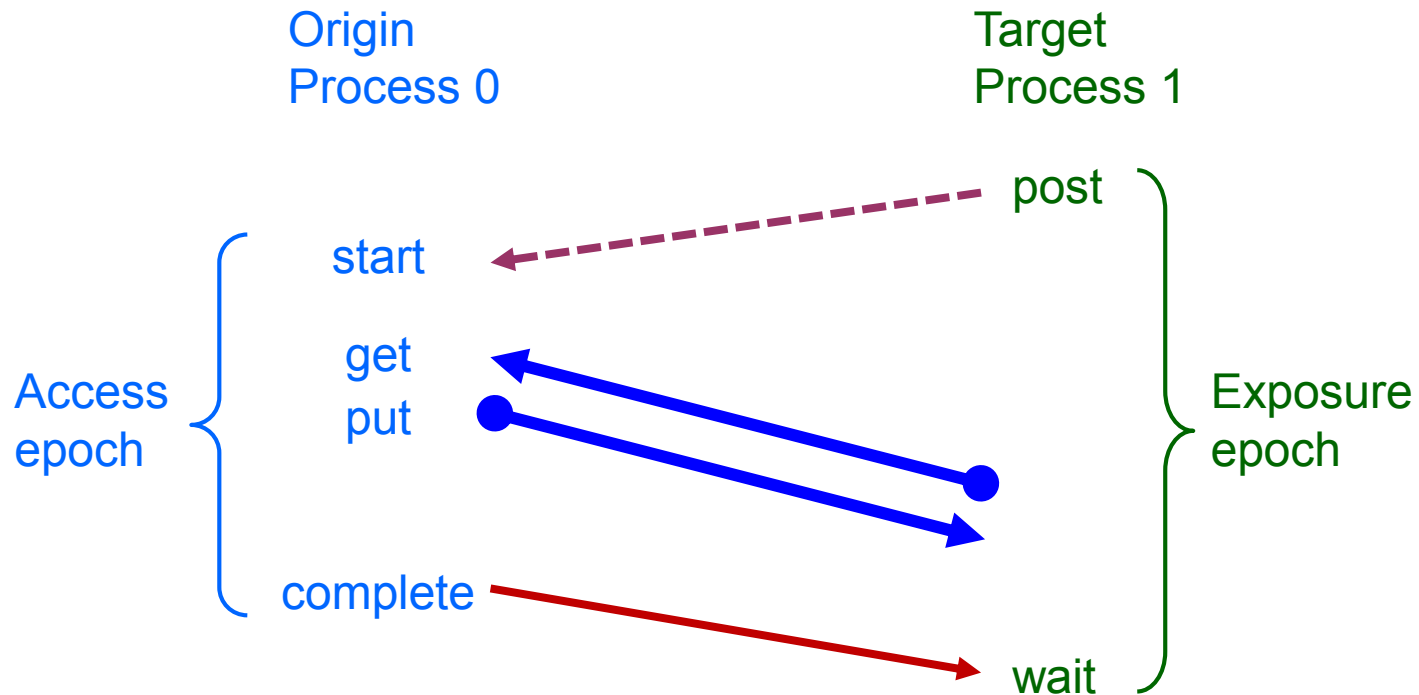 Origin
Process 0
Target
Process 1
post
start
get
put
Access
epoch
Exposure
epoch
complete
wait